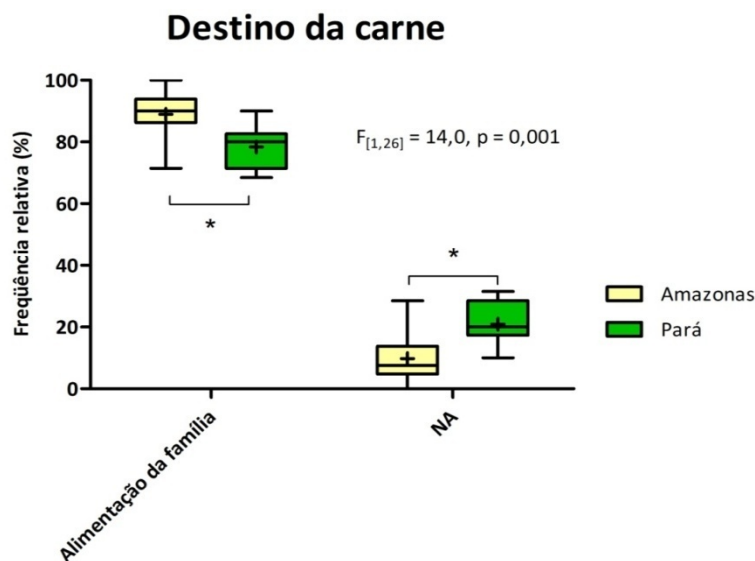 Destino da carne
Freqüência relativa (%)
100
80
60
40
20
0
F[1,26] = 14,0, p = 0,001
*
*
Amazonas
Pará
Alimentação da família
NA